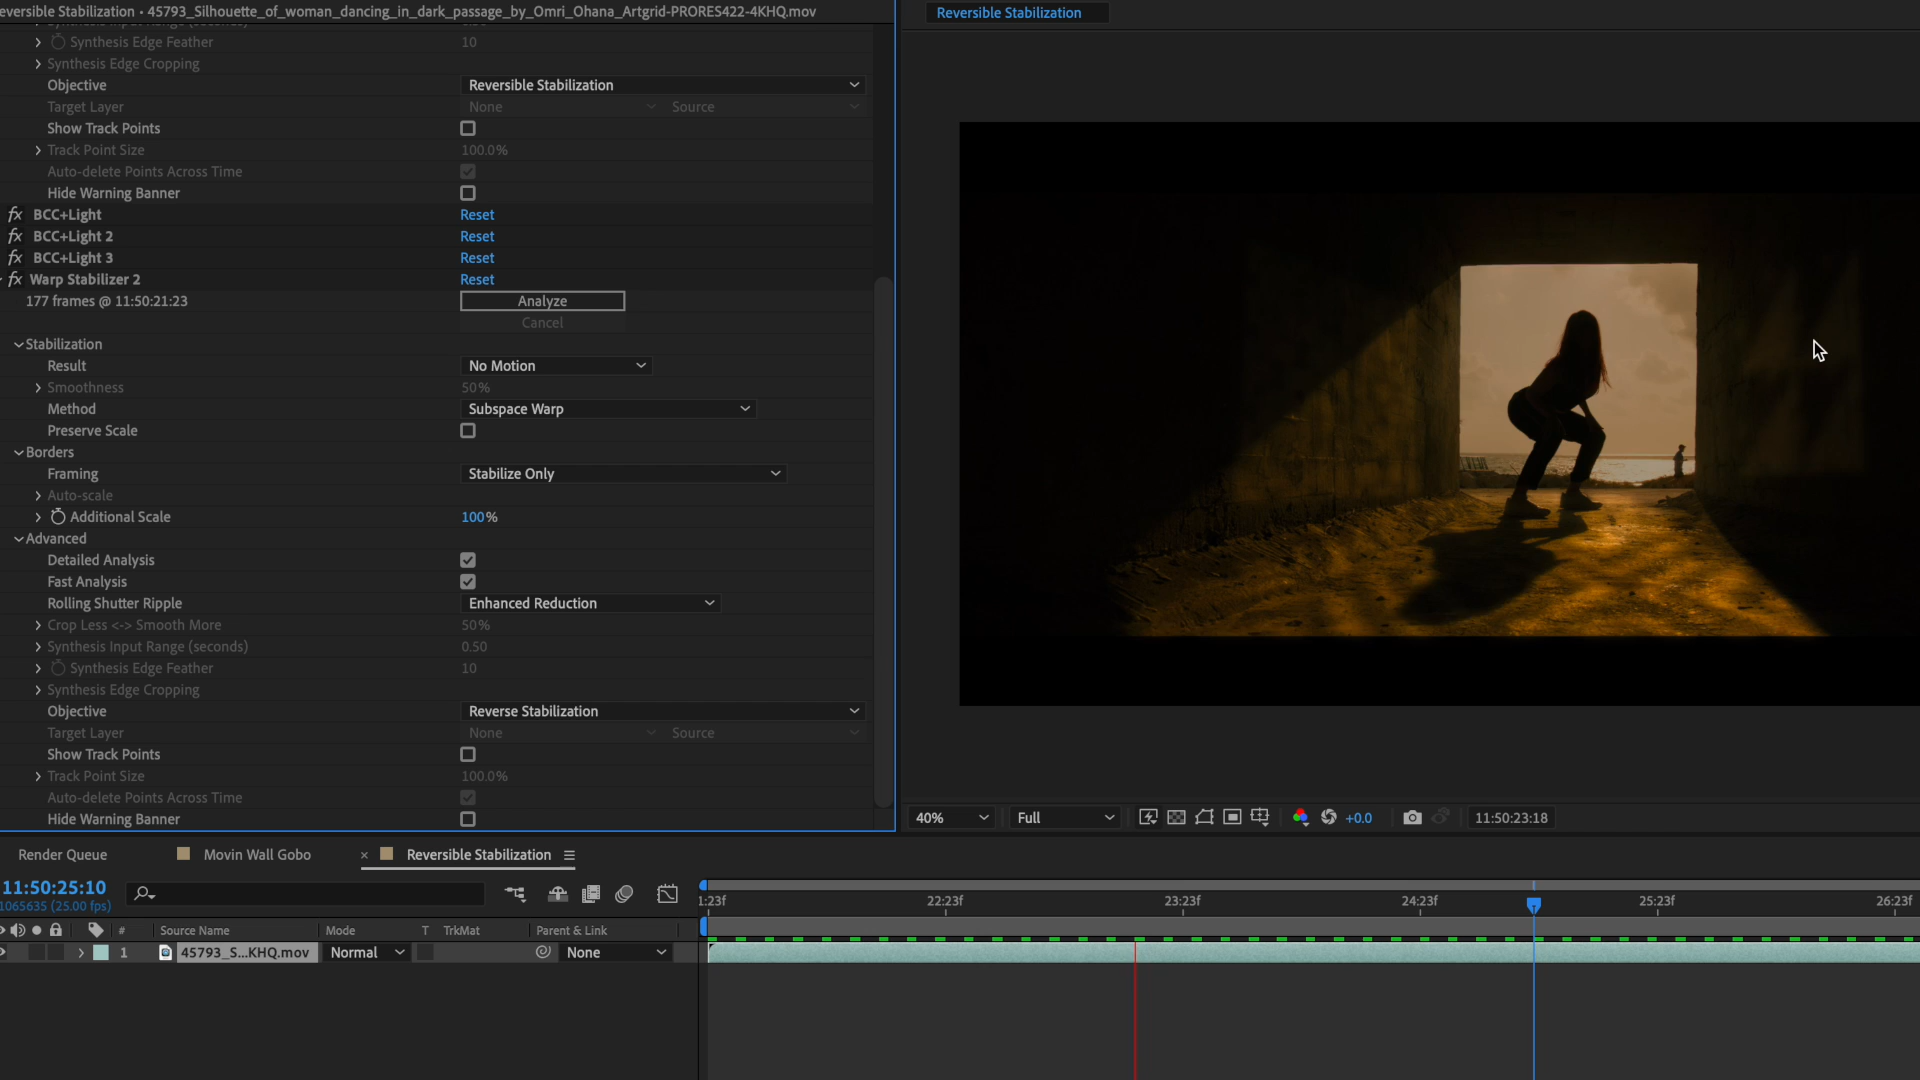 eversible Stabilization • 45793_Silhouette_of_woman_dancing_in_dark_passage_by_Omri_Ohana_Artgrid-PRORES422-4KHQ.mov
Synthesis Edge Feather 10
Synthesis Edge Cropping
Objective Reversible Stabilization
Target Layer None Source
Show Track Points
Track Point Size 100.0%
Auto-delete Points Across Time
Hide Warning Banner
fx BCC+Light Reset
fx BCC+Light 2 Reset
fx BCC+Light 3 Reset
fx Warp Stabilizer 2 Reset
177 frames @ 11:50:21:23 Analyze
Cancel
Stabilization
Result No Motion
Smoothness 50%
Method Subspace Warp
Preserve Scale
Borders
Framing Stabilize Only
Auto-scale
Additional Scale 100%
Advanced
Detailed Analysis
Fast Analysis
Rolling Shutter Ripple Enhanced Reduction
Crop Less <-> Smooth More 50%
Synthesis Input Range (seconds) 0.50
Synthesis Edge Feather 10
Synthesis Edge Cropping
Objective Reverse Stabilization
Target Layer None Source
Show Track Points
Track Point Size 100.0%
Auto-delete Points Across Time
Hide Warning Banner
Reversible Stabilization
40% Full +0.0 11:50:23:18
Render Queue Movin Wall Gobo × Reversible Stabilization
11:50:25:10
1065635 (25.00 fps)
1:23f 22:23f 23:23f 24:23f 25:23f 26:23f
# Source Name Mode T TrkMat Parent & Link
1 45793_S...KHQ.mov Normal None